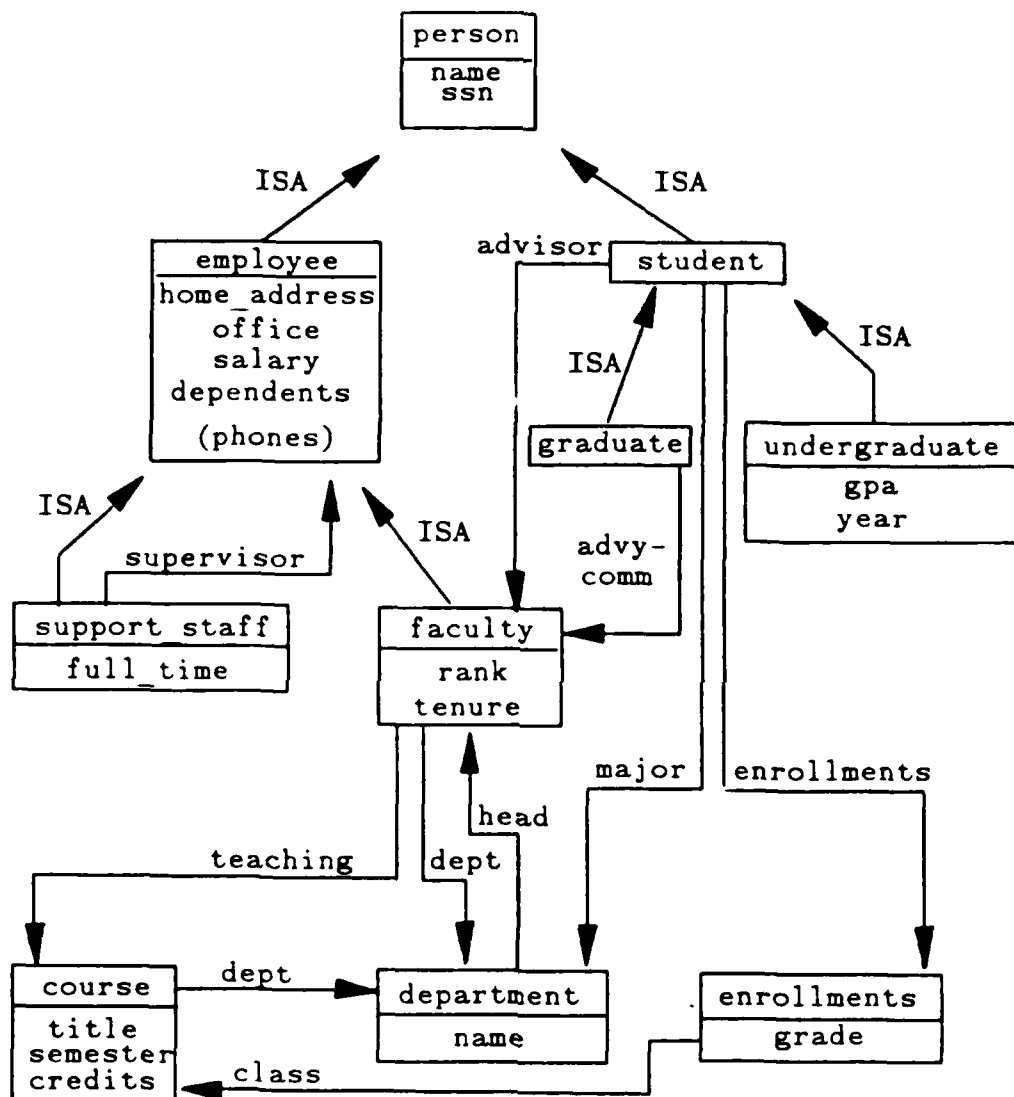 person
name
ssn
ISA
ISA
employee
home_address
office
salary
dependents
(phones)
advisor
student
ISA
ISA
graduate
undergraduate
gpa
year
ISA
supervisor
ISA
advy-
comm
support_staff
full_time
faculty
rank
tenure
major
enrollments
head
teaching
dept
course
title
semester
credits
dept
department
name
enrollments
grade
class